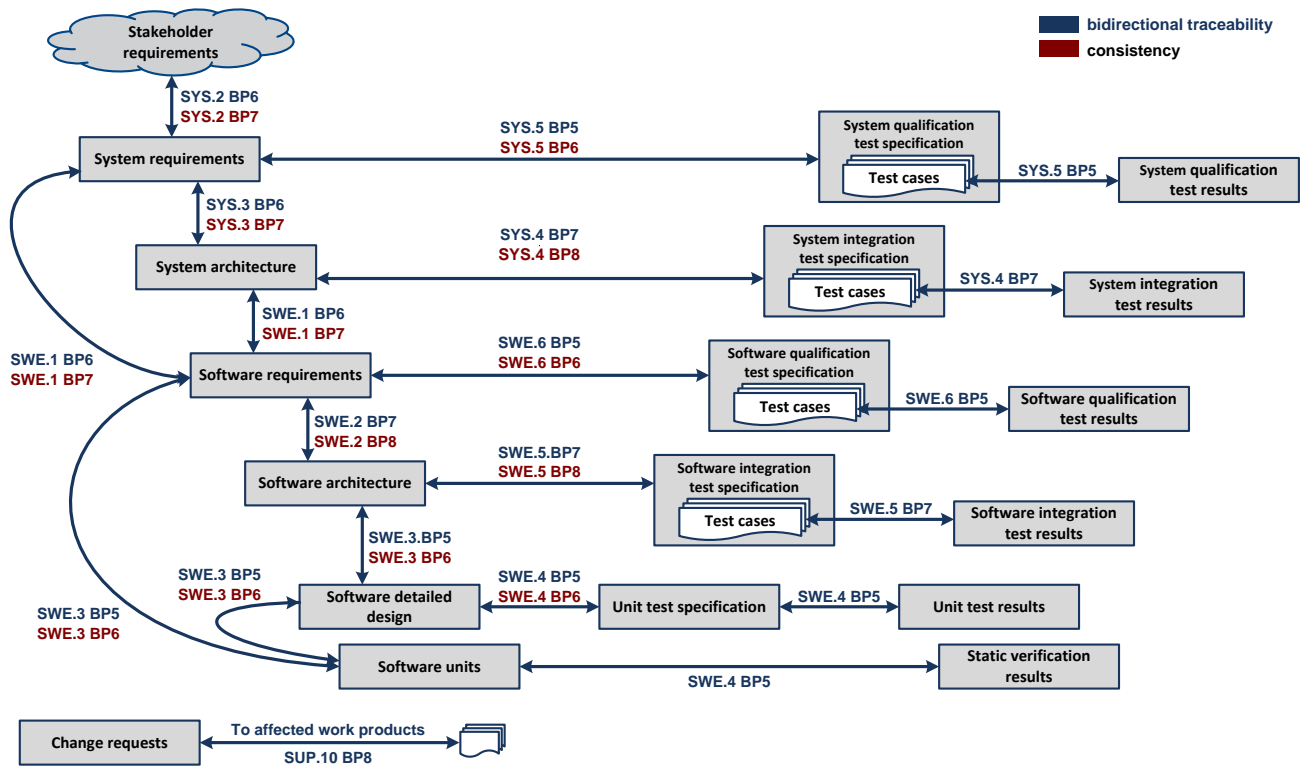 Stakeholder
requirements
bidirectional traceability
consistency
SYS.2 BP6
SYS.2 BP7
System requirements
SYS.5 BP5
SYS.5 BP6
System qualification
test specification
Test cases
SYS.5 BP5
System qualification
test results
SYS.3 BP6
SYS.3 BP7
System architecture
SYS.4 BP7
SYS.4 BP8
System integration
test specification
Test cases
SYS.4 BP7
System integration
test results
SWE.1 BP6
SWE.1 BP7
SWE.1 BP6
SWE.1 BP7
Software requirements
SWE.6 BP5
SWE.6 BP6
Software qualification
test specification
Test cases
SWE.6 BP5
Software qualification
test results
SWE.2 BP7
SWE.2 BP8
Software architecture
SWE.5.BP7
SWE.5 BP8
Software integration
test specification
Test cases
SWE.5 BP7
Software integration
test results
SWE.3.BP5
SWE.3 BP6
SWE.3 BP5
SWE.3 BP6
Software detailed
design
SWE.4 BP5
SWE.4 BP6
Unit test specification
SWE.4 BP5
Unit test results
SWE.3 BP5
SWE.3 BP6
Software units
SWE.4 BP5
Static verification
results
Change requests
To affected work products
SUP.10 BP8